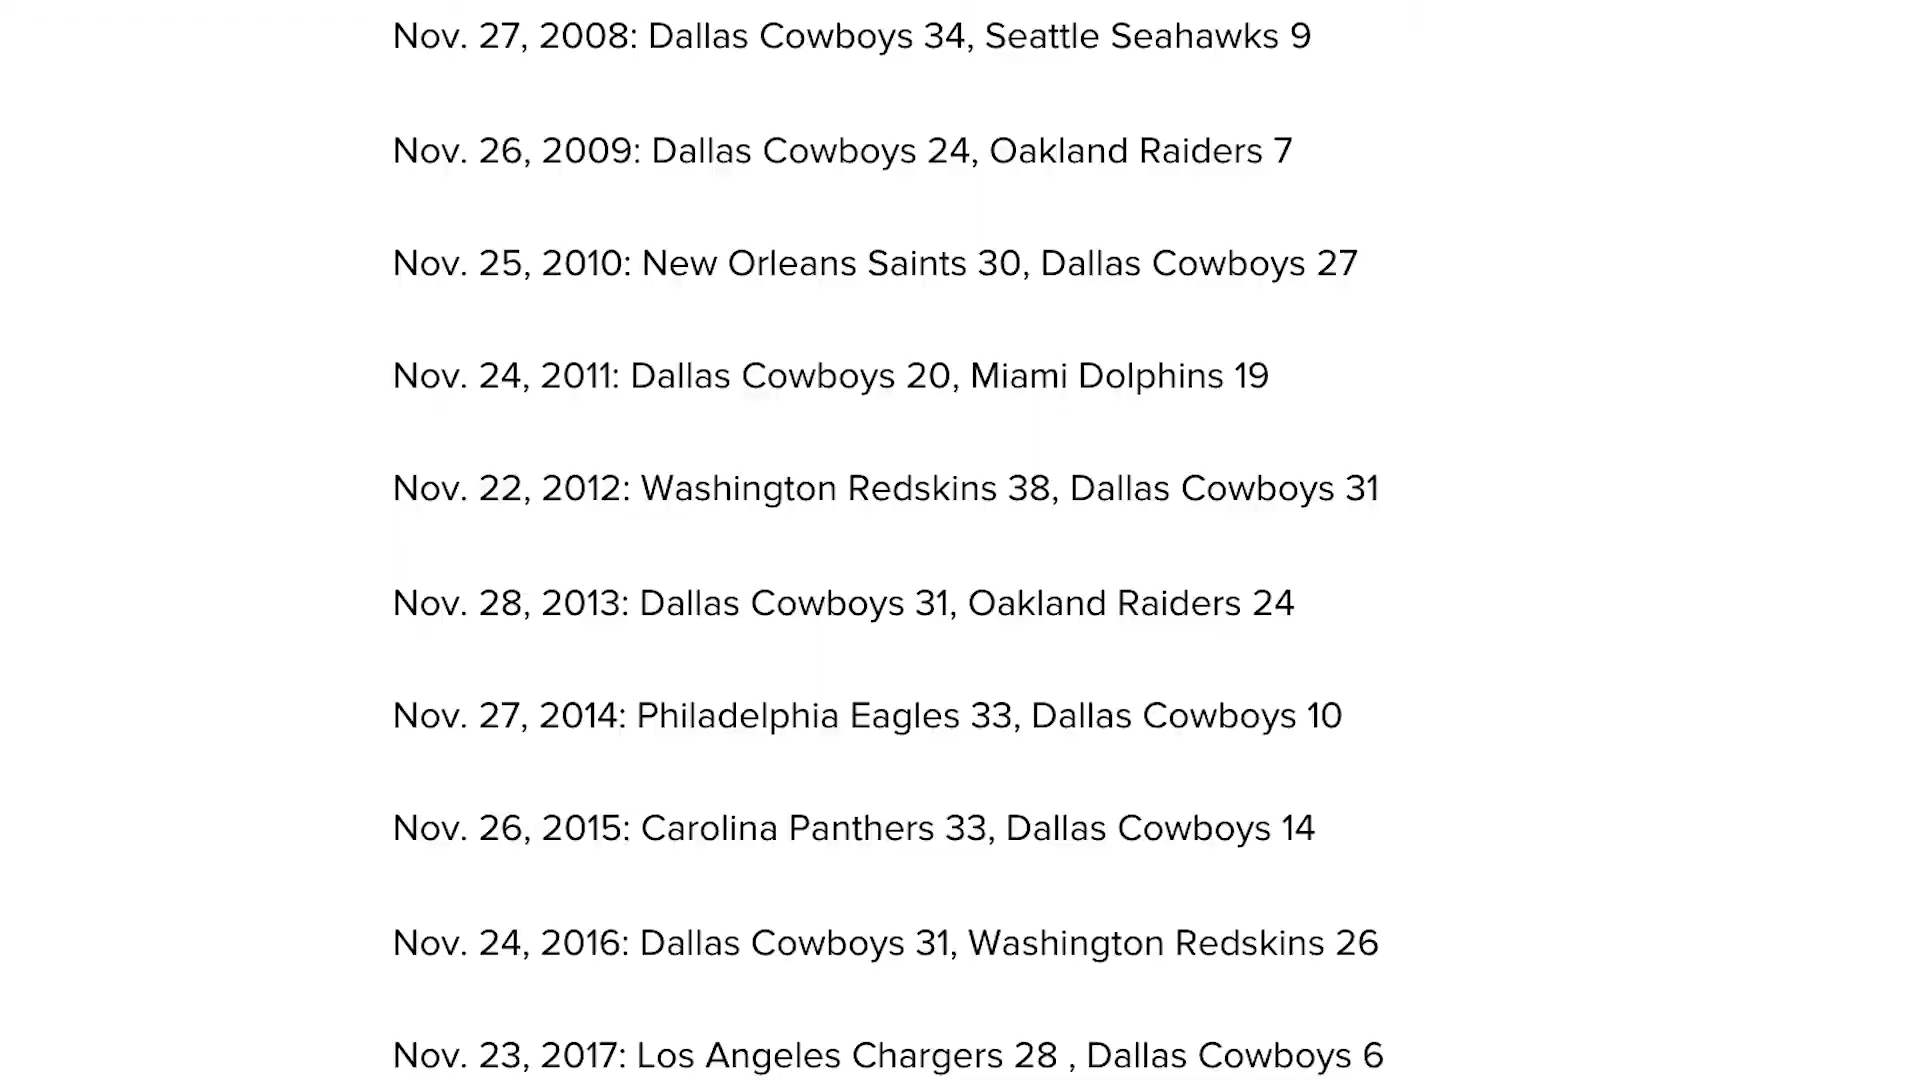 Nov. 27, 2008: Dallas Cowboys 34, Seattle Seahawks 9
Nov. 26, 2009: Dallas Cowboys 24, Oakland Raiders 7
Nov. 25, 2010: New Orleans Saints 30, Dallas Cowboys 27
Nov. 24, 2011: Dallas Cowboys 20, Miami Dolphins 19
Nov. 22, 2012: Washington Redskins 38, Dallas Cowboys 31
Nov. 28, 2013: Dallas Cowboys 31, Oakland Raiders 24
Nov. 27, 2014: Philadelphia Eagles 33, Dallas Cowboys 10
Nov. 26, 2015: Carolina Panthers 33, Dallas Cowboys 14
Nov. 24, 2016: Dallas Cowboys 31, Washington Redskins 26
Nov. 23, 2017: Los Angeles Chargers 28 , Dallas Cowboys 6